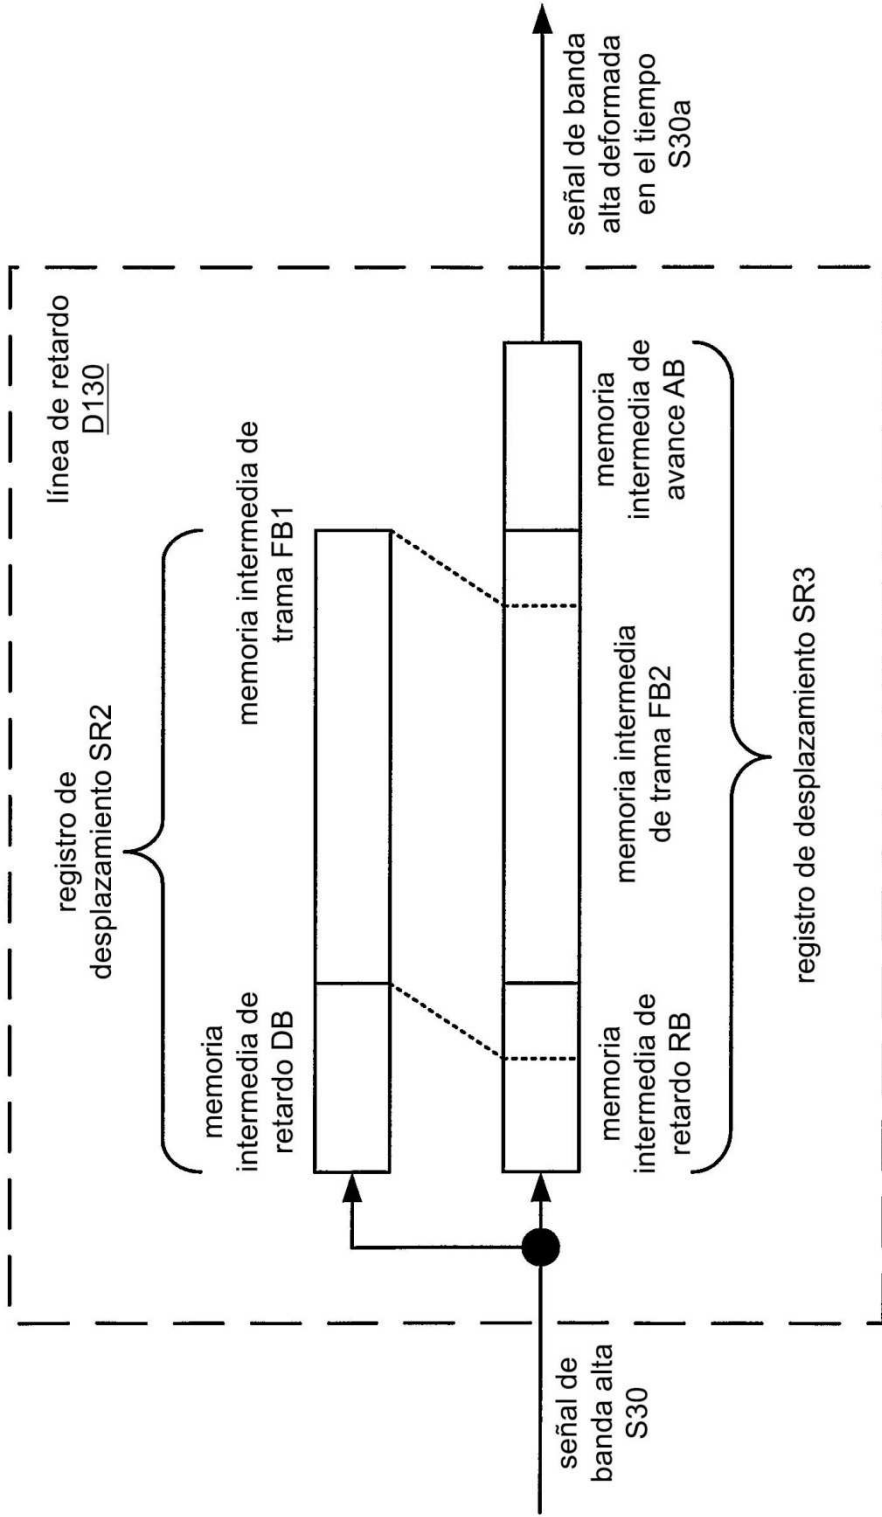 línea de retardo
D130
registro de
desplazamiento SR2
memoria
intermedia de
retardo DB
memoria intermedia de
trama FB1
señal de
banda alta
S30
señal de banda
alta deformada
en el tiempo
S30a
memoria
intermedia de
retardo RB
memoria intermedia
de trama FB2
memoria
intermedia de
avance AB
registro de desplazamiento SR3